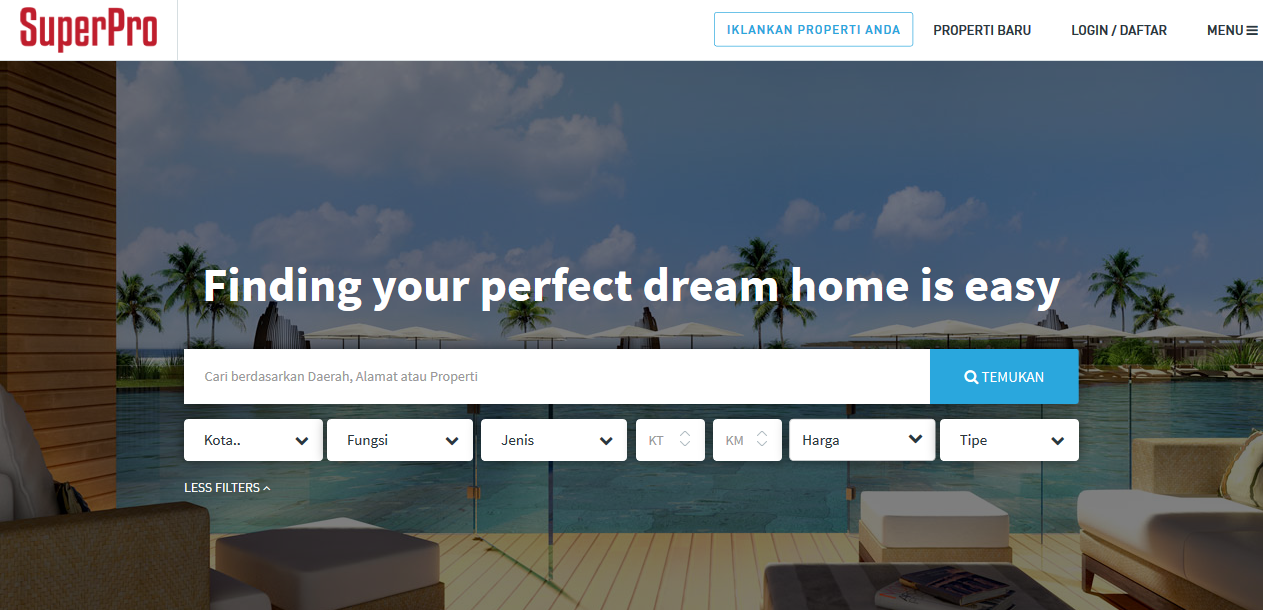 SuperPro
IKLANKAN PROPERTI ANDA
PROPERTI BARU
LOGIN / DAFTAR
MENU
Finding your perfect dream home is easy
Cari berdasarkan Daerah, Alamat atau Properti
TEMUKAN
Kota..
Fungsi
Jenis
KT
KM
Harga
Tipe
LESS FILTERS